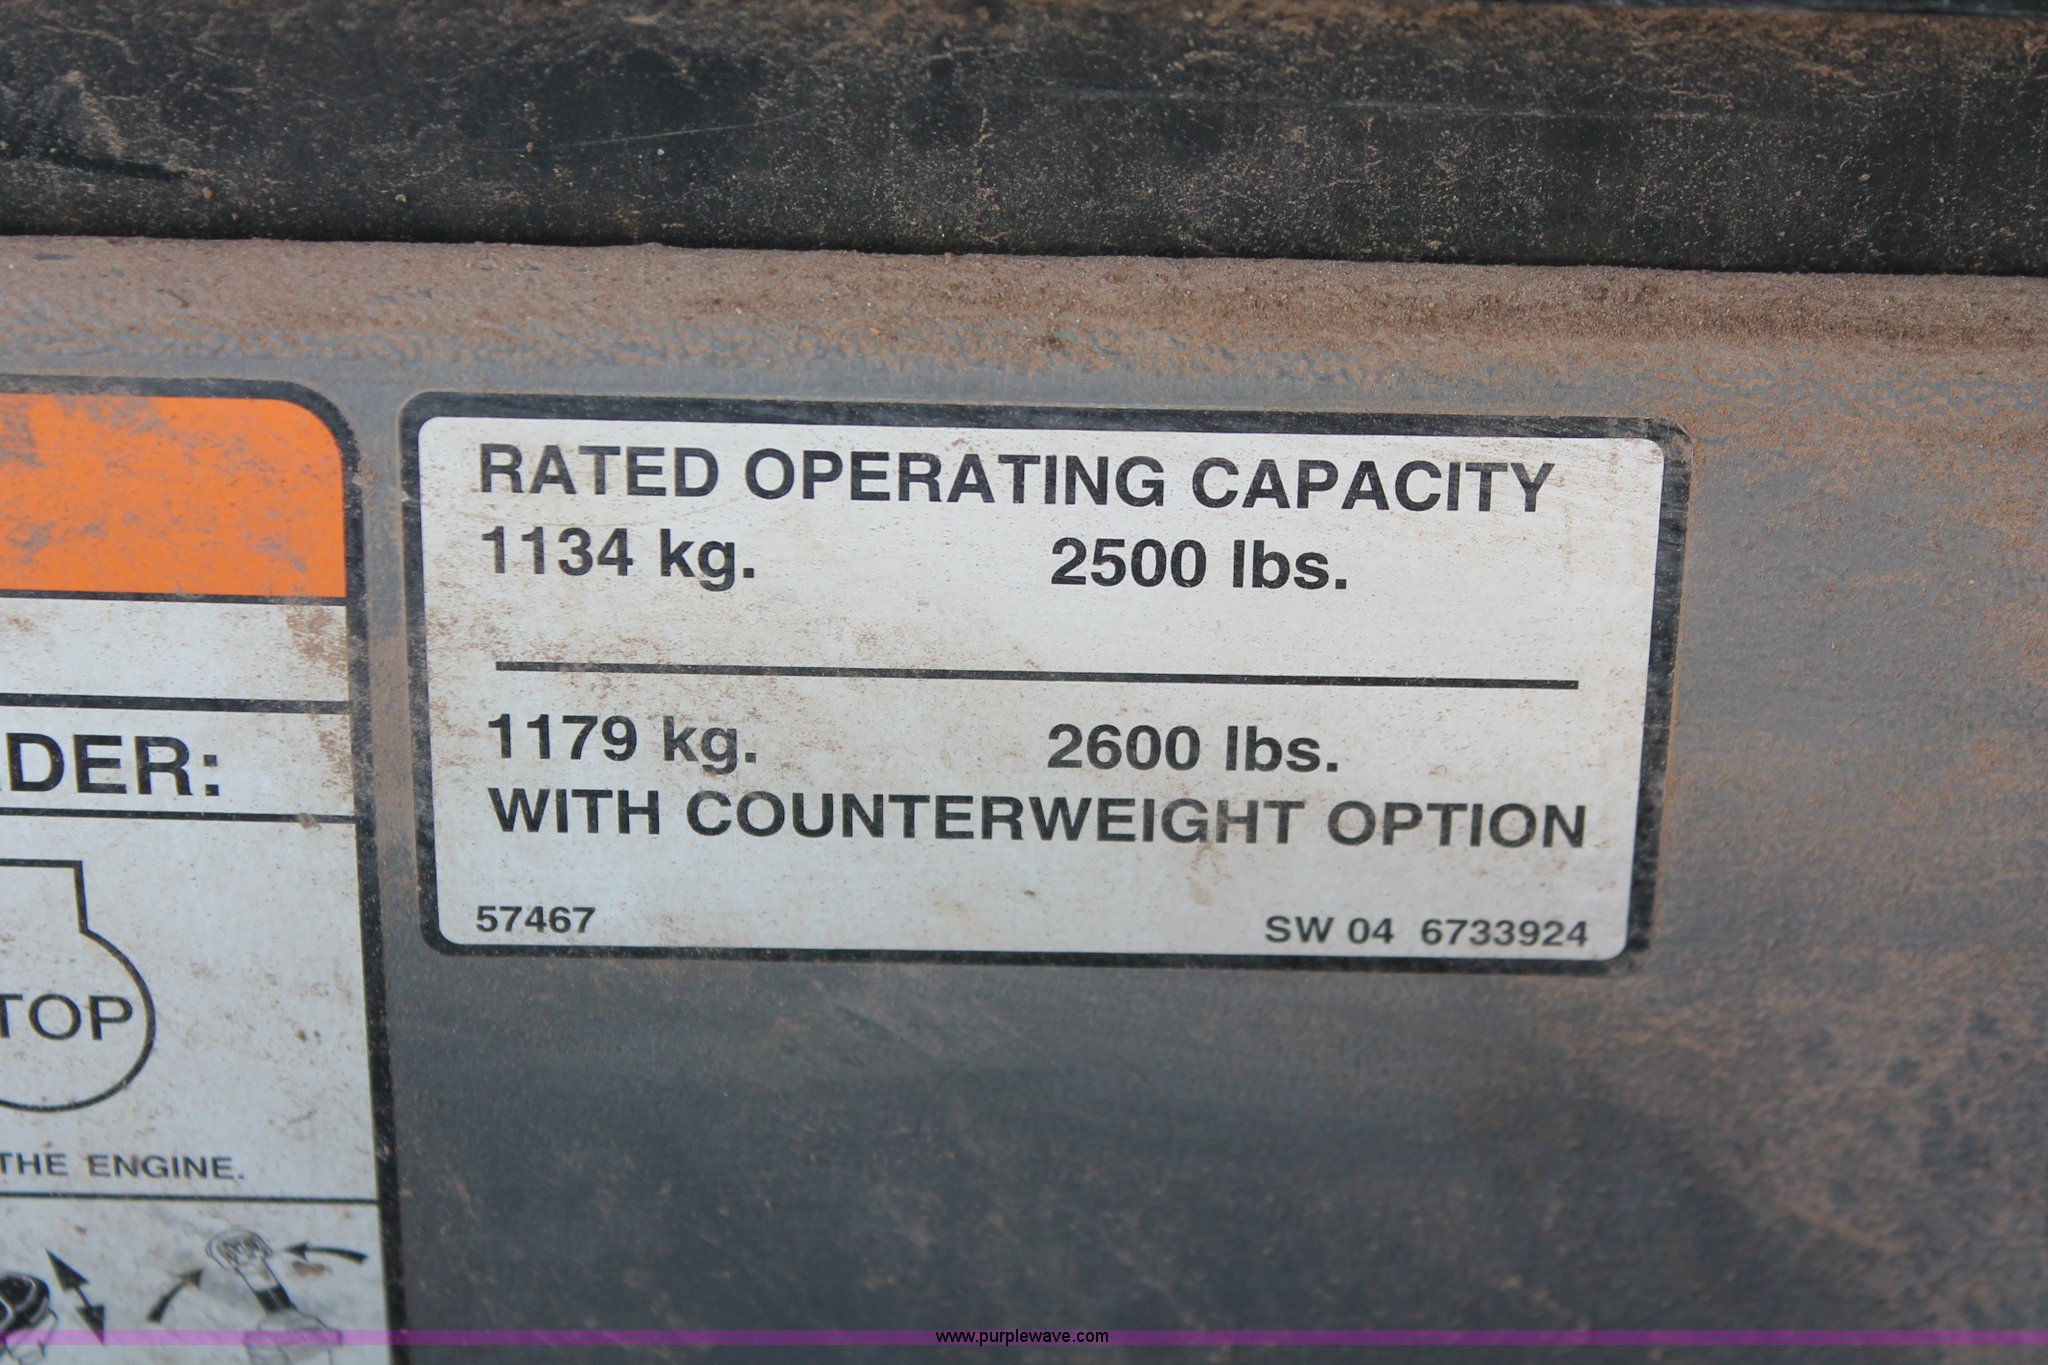 RATED OPERATING CAPACITY
1134 kg. 2500 lbs.
1179 kg. 2600 lbs.
WITH COUNTERWEIGHT OPTION
57467 SW 04 6733924
DER:
TOP
THE ENGINE.
www.purplewave.com